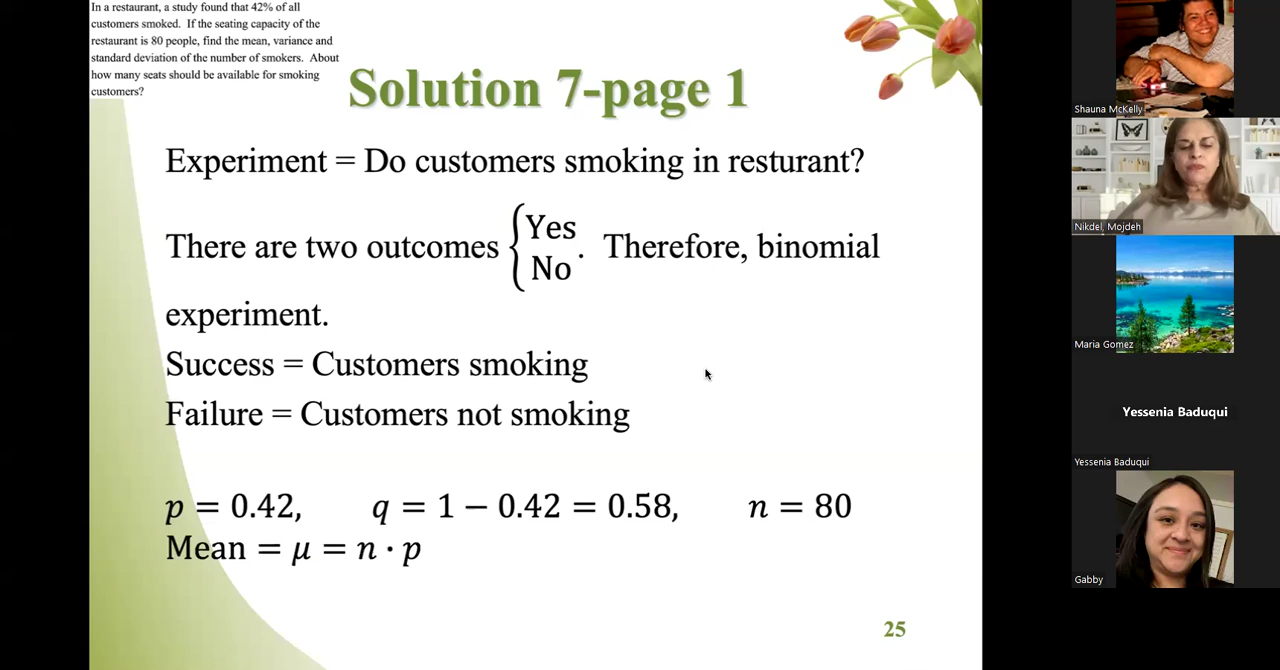 In a restaurant, a study found that 42% of all
customers smoked. If the seating capacity of the
restaurant is 80 people, find the mean, variance and
standard deviation of the number of smokers. About
how many seats should be available for smoking
customers?
Solution 7-page 1
Experiment = Do customers smoking in resturant?
There are two outcomes {Yes No. Therefore, binomial
experiment.
Success = Customers smoking
Failure = Customers not smoking
p = 0.42, q = 1 − 0.42 = 0.58, n = 80
Mean = μ = n · p
25
Shauna McKelly
Nikdel, Mojdeh
Maria Gomez
Yessenia Baduqui
Yessenia Baduqui
Gabby